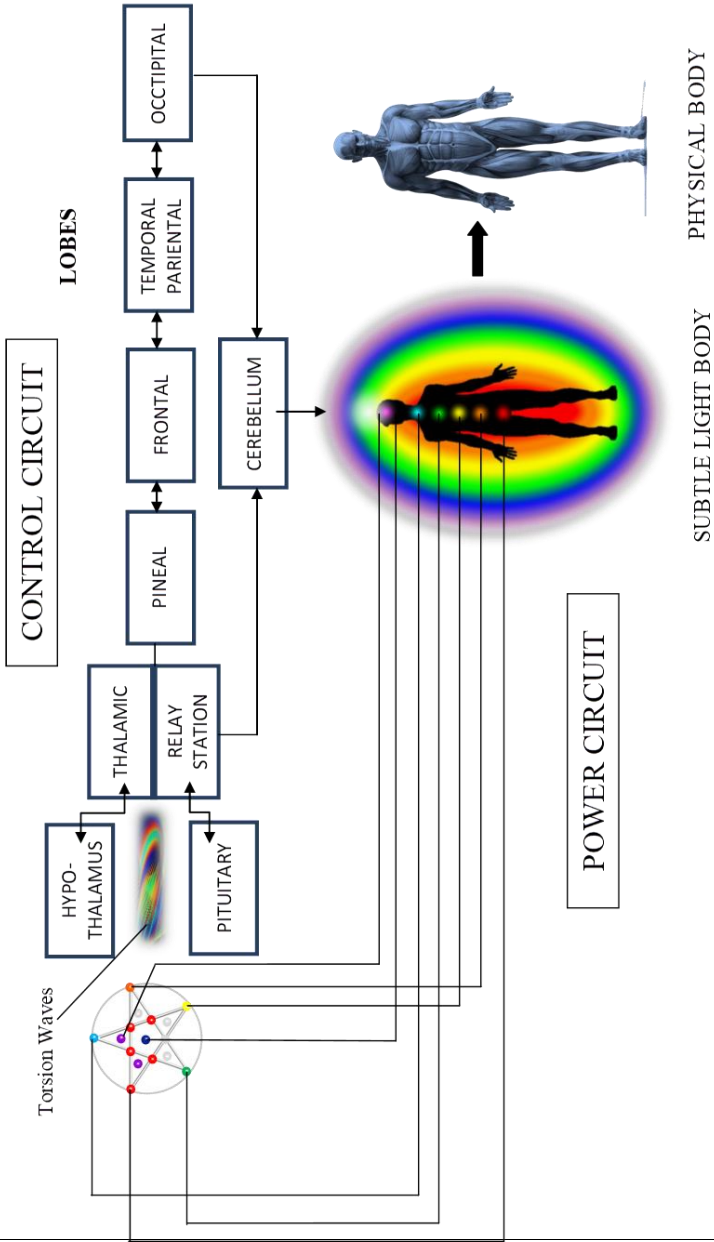 CONTROL CIRCUIT
Torsion Waves
LOBES
HYPO-
THALAMUS
THALAMIC
RELAY
STATION
PITUITARY
PINEAL
FRONTAL
TEMPORAL
PARIENTAL
OCCTIPITAL
CEREBELLUM
POWER CIRCUIT
SUBTLE LIGHT BODY
PHYSICAL BODY